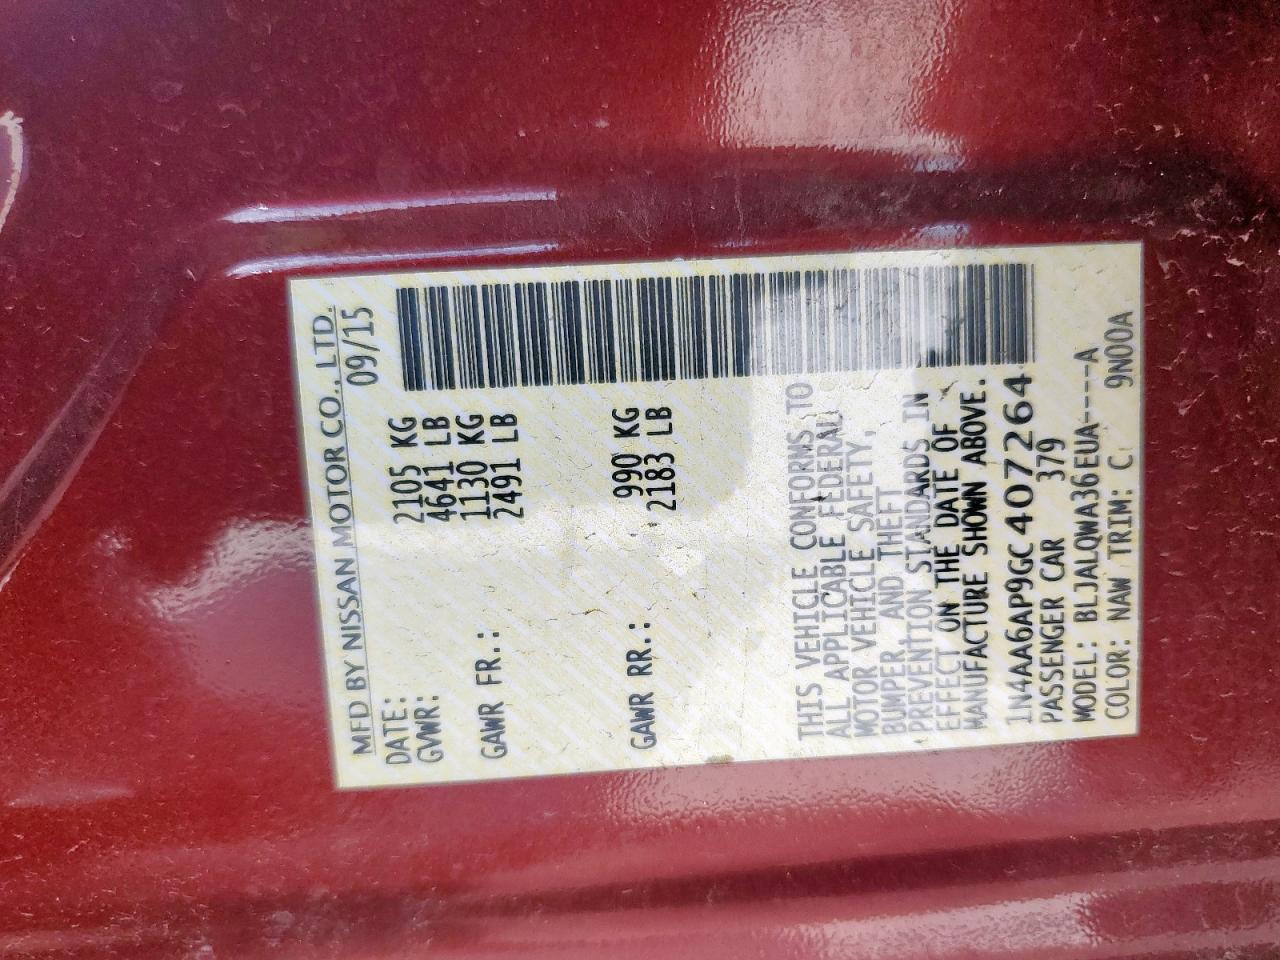 MFD BY NISSAN MOTOR CO., LTD.
DATE: 09/15
GVWR: 2105 KG
4641 LB
GAWR FR.: 1130 KG
2491 LB
GAWR RR.: 990 KG
2183 LB
THIS VEHICLE CONFORMS TO
ALL APPLICABLE FEDERAL
MOTOR VEHICLE SAFETY,
BUMPER AND THEFT
PREVENTION STANDARDS IN
EFFECT ON THE DATE OF
MANUFACTURE SHOWN ABOVE.
1N4AA6AP9GC407264
PASSENGER CAR 379
MODEL: BLJALQWA36EUA-----A
COLOR: NAW TRIM: C 9N00A